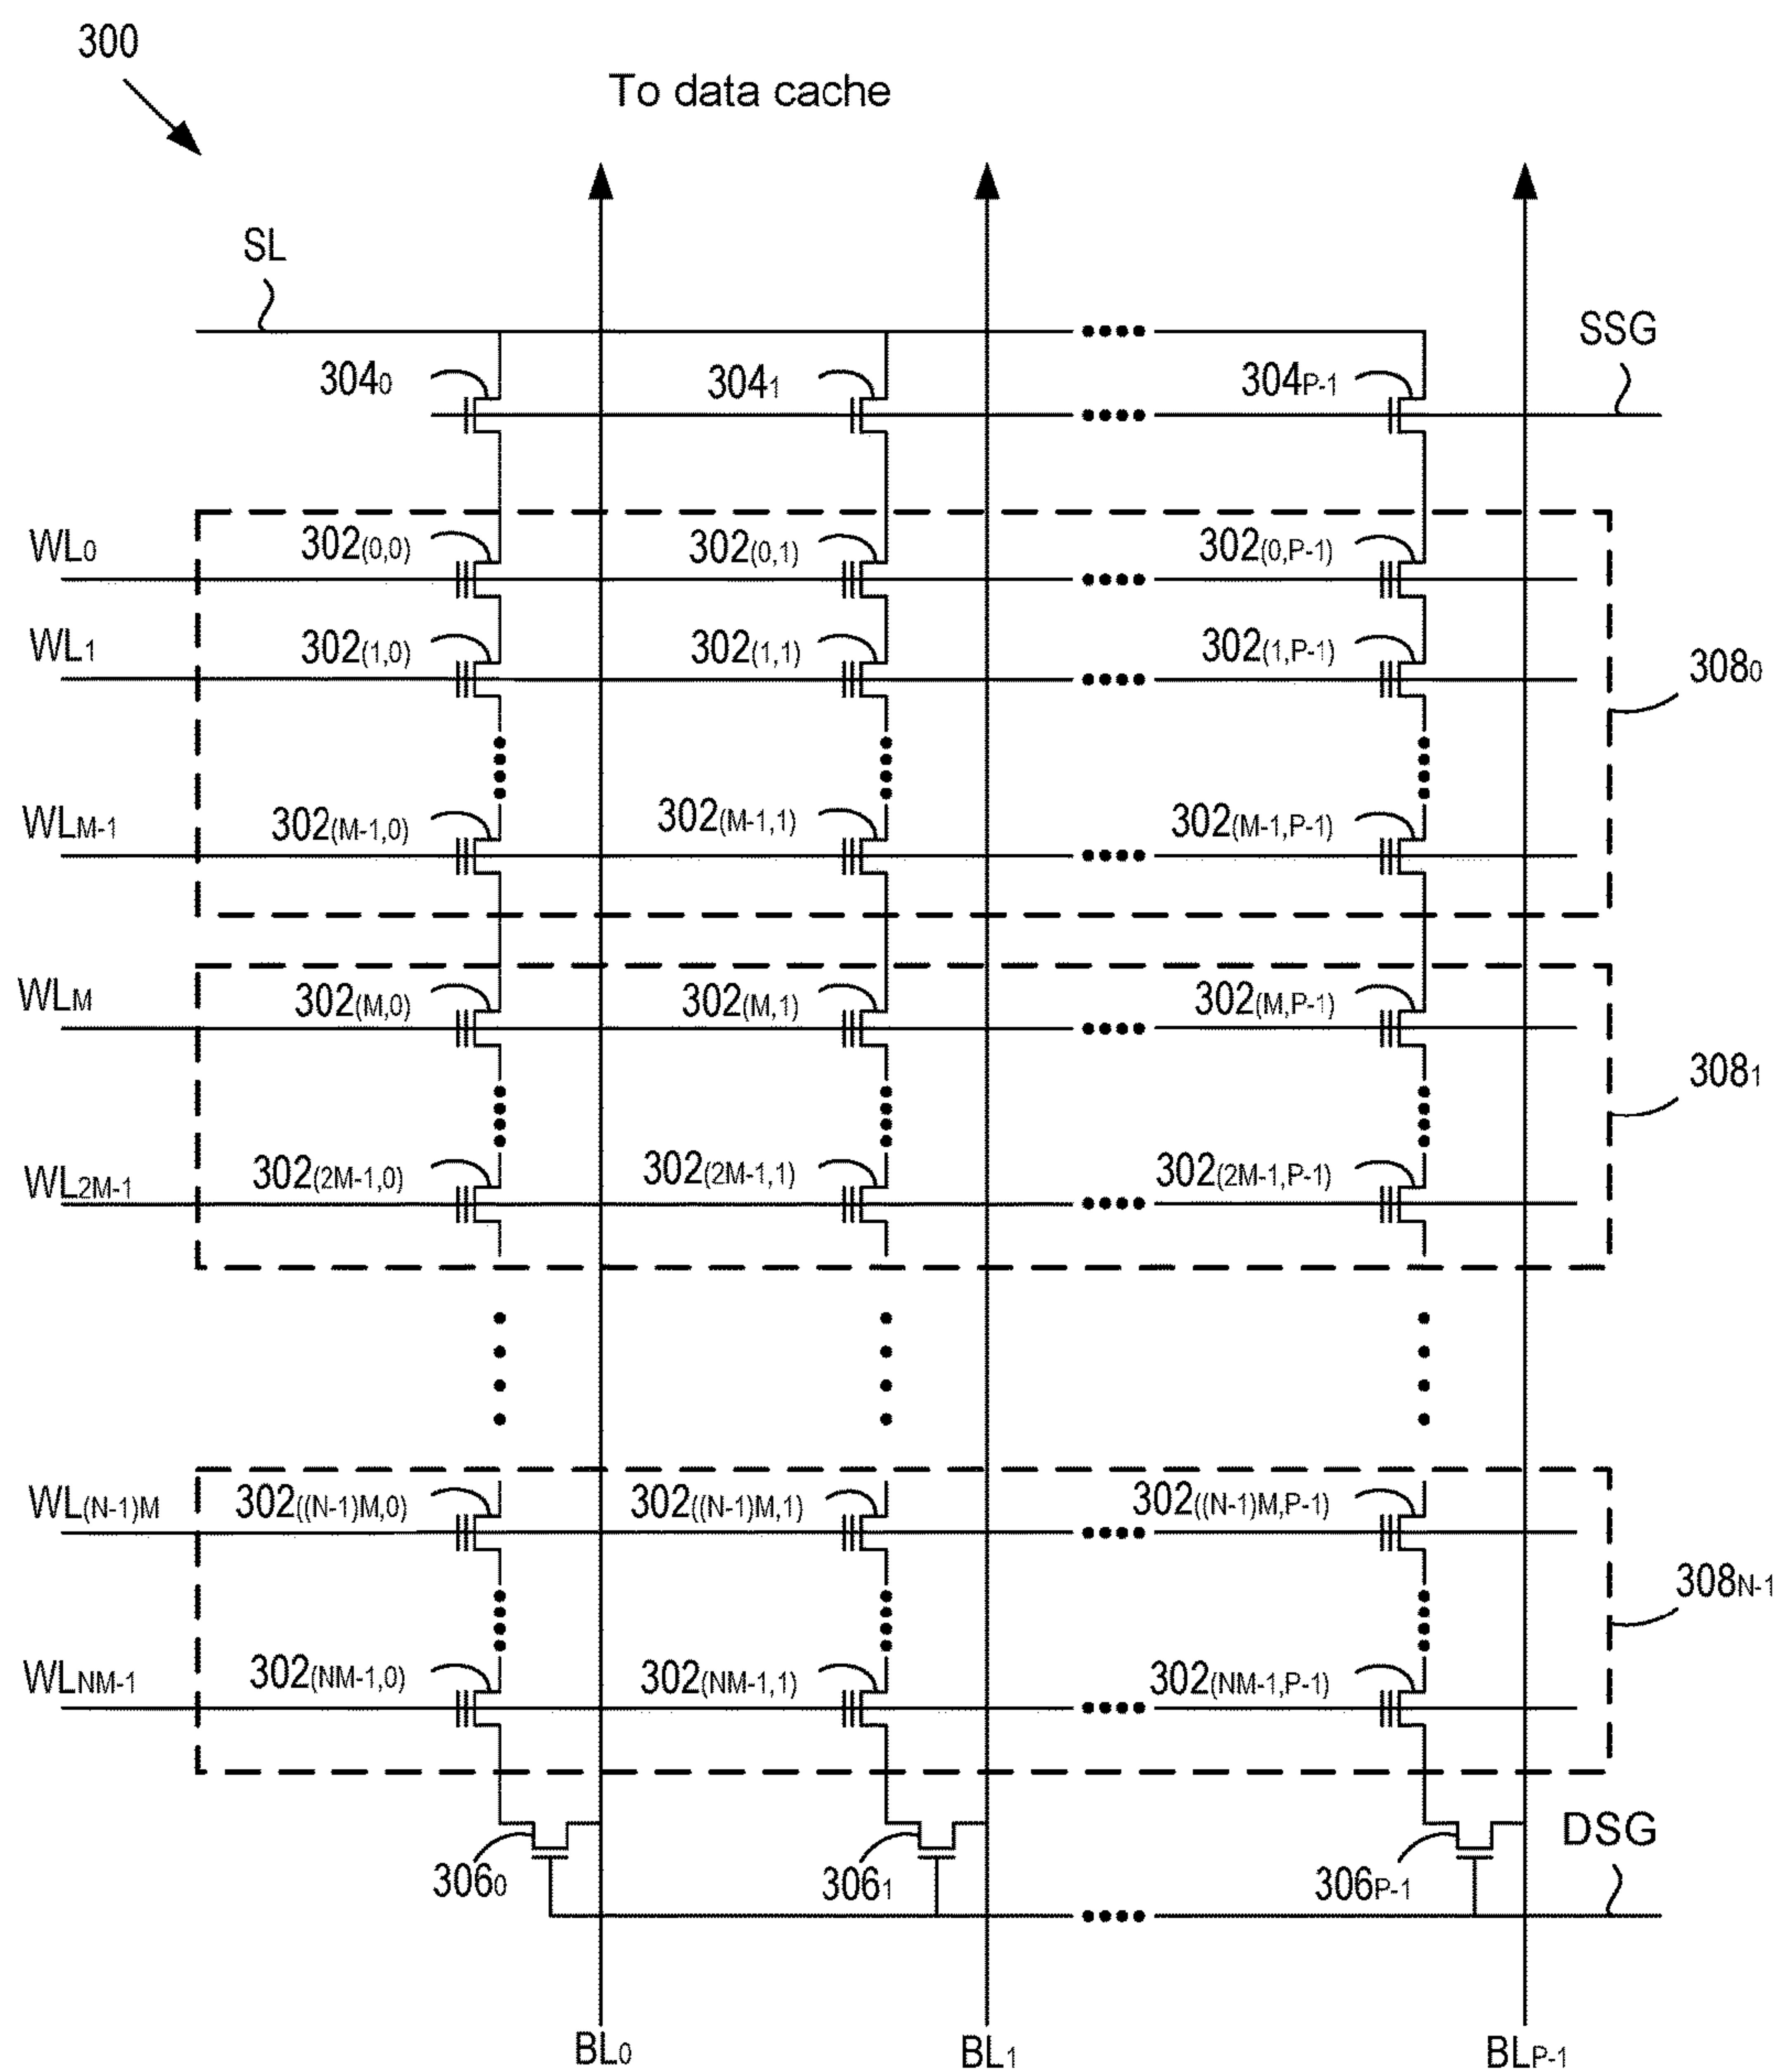 300
To data cache
SL
SSG
304₀ 304₁ 304P-1
WL₀ 302(0,0) 302(0,1) 302(0,P-1)
WL₁ 302(1,0) 302(1,1) 302(1,P-1)
308₀
WLM-1 302(M-1,0) 302(M-1,1) 302(M-1,P-1)
WLM 302(M,0) 302(M,1) 302(M,P-1)
308₁
WL2M-1 302(2M-1,0) 302(2M-1,1) 302(2M-1,P-1)
WL(N-1)M 302((N-1)M,0) 302((N-1)M,1) 302((N-1)M,P-1)
308N-1
WLNM-1 302(NM-1,0) 302(NM-1,1) 302(NM-1,P-1)
DSG
306₀ 306₁ 306P-1
BL₀ BL₁ BLP-1